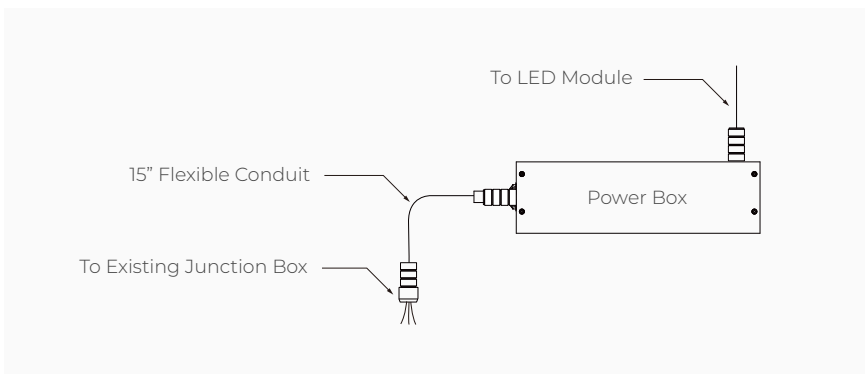 To LED Module
15” Flexible Conduit
Power Box
To Existing Junction Box